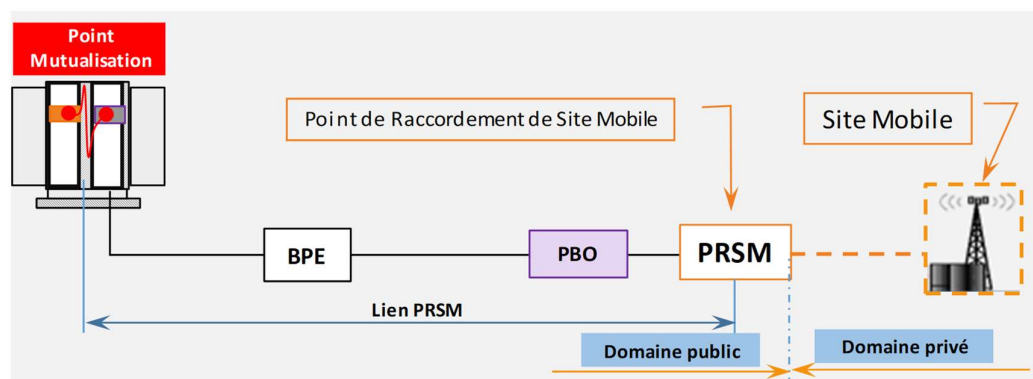 Point
Mutualisation
Point de Raccordement de Site Mobile
Site Mobile
BPE
PBO
PRSM
Lien PRSM
Domaine public
Domaine privé